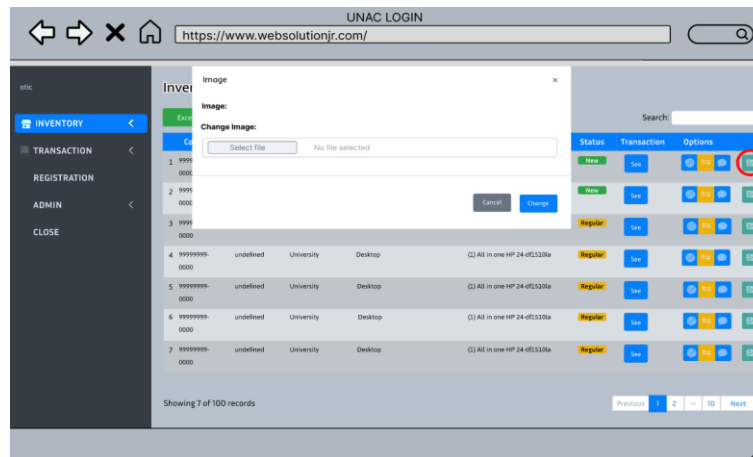 UNAC LOGIN
https://www.websolutionjr.com/
otic
INVENTORY
TRANSACTION
REGISTRATION
ADMIN
CLOSE
Image ×
Image:
Change Image:
Select file No file selected
Cancel Change
Search:
Status Transaction Options
1 New See
2 New See
3 0000 Regular See
4 99999999-0000 undefined University Desktop (1) All in one HP 24-df1510la Regular See
5 99999999-0000 undefined University Desktop (1) All in one HP 24-df1510la Regular See
6 99999999-0000 undefined University Desktop (1) All in one HP 24-df1510la Regular See
7 99999999-0000 undefined University Desktop (1) All in one HP 24-df1510la Regular See
Showing 7 of 100 records
Previous 1 2 ... 10 Next